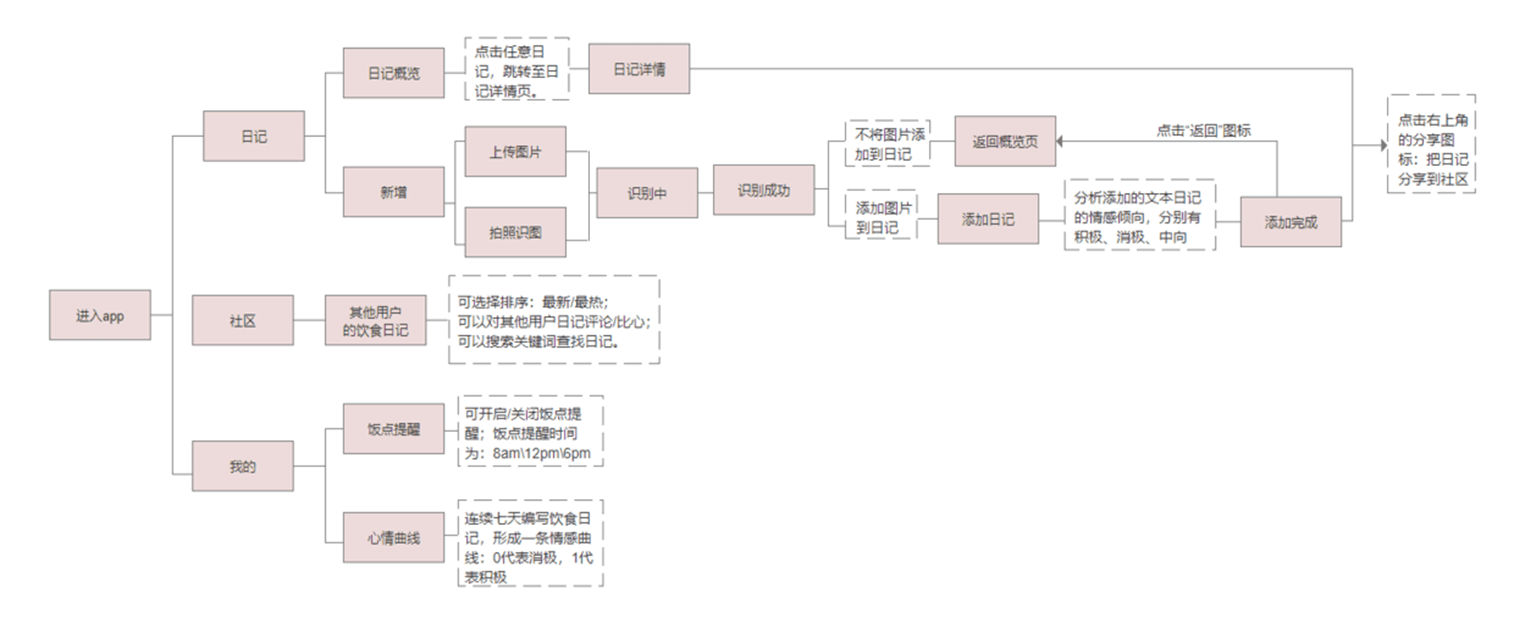 进入app
日记
日记概览
点击任意日
记，跳转至日
记详情页。
日记详情
新增
上传图片
拍照识图
识别中
识别成功
不将图片添
加到日记
返回概览页
点击“返回”图标
添加图片
到日记
添加日记
分析添加的文本日记
的情感倾向，分别有
积极、消极、中向
添加完成
点击右上角
的分享图
标：把日记
分享到社区
社区
其他用户
的饮食日记
可选择排序：最新/最热；
可以对其他用户日记评论/比心；
可以搜索关键词查找日记。
我的
饭点提醒
可开启/关闭饭点提
醒；饭点提醒时间
为：8am\12pm\6pm
心情曲线
连续七天编写饮食日
记，形成一条情感曲
线：0代表消极，1代
表积极